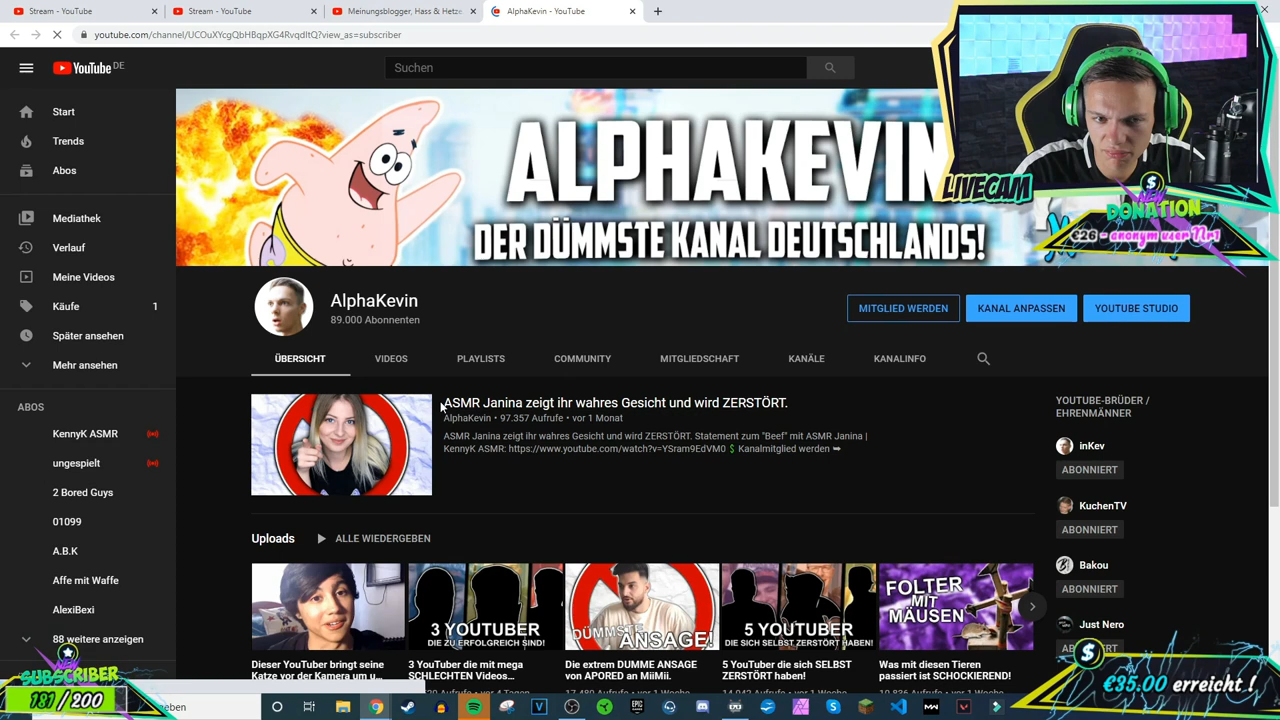 Stream - YouTube
Stream - YouTube
Meinungsblogger, Hass & Hetze
AlphaKevin - YouTube
YouTube DE
Suchen
Start
Trends
Abos
Mediathek
Verlauf
Meine Videos
Käufe 1
Später ansehen
Mehr ansehen
ABOS
KennyK ASMR
ungespielt
2 Bored Guys
01099
A.B.K
Affe mit Waffe
AlexiBexi
88 weitere anzeigen
ALPHAKEVIN
DER DÜMMSTE KANAL DEUTSCHLANDS!
LIVECAM
NEW
DONATION
€26 - anonym user Nr1
AlphaKevin
89.000 Abonnenten
MITGLIED WERDEN
KANAL ANPASSEN
YOUTUBE STUDIO
ÜBERSICHT
VIDEOS
PLAYLISTS
COMMUNITY
MITGLIEDSCHAFT
KANÄLE
KANALINFO
ASMR Janina zeigt ihr wahres Gesicht und wird ZERSTÖRT.
AlphaKevin • 97.357 Aufrufe • vor 1 Monat
ASMR Janina zeigt ihr wahres Gesicht und wird ZERSTÖRT. Statement zum "Beef" mit ASMR Janina |
KennyK ASMR: https://www.youtube.com/watch?v=YSram9EdVM0 $ Kanalmitglied werden ➥
YOUTUBE-BRÜDER /
EHRENMÄNNER
inKev
ABONNIERT
KuchenTV
ABONNIERT
Bakou
ABONNIERT
Just Nero
Uploads
ALLE WIEDERGEBEN
3 YOUTUBER
DIE ZU ERFOLGREICH SIND!
DÜMMSTE
ANSAGE!
5 YOUTUBER
DIE SICH SELBST ZERSTÖRT HABEN!
FOLTER
MIT
MÄUSEN
Dieser YouTuber bringt seine
Katze vor der Kamera um u...
3 YouTuber die mit mega
SCHLECHTEN Videos...
Die extrem DUMME ANSAGE
von APORED an MiiMii.
5 YouTuber die sich SELBST
ZERSTÖRT haben!
Was mit diesen Tieren
passiert ist SCHOCKIEREND!
NEW
SUBSCRIBER
181/200
€35.00 erreicht !